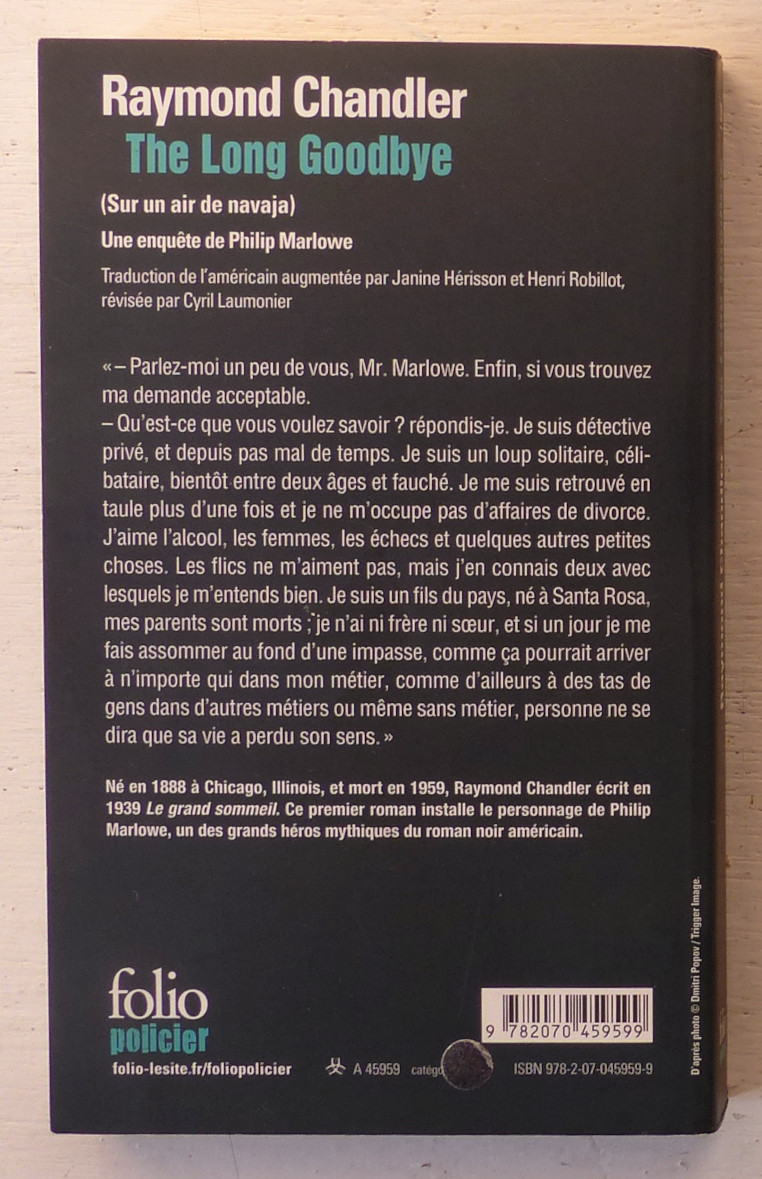 Raymond Chandler
The Long Goodbye
(Sur un air de navaja)
Une enquête de Philip Marlowe
Traduction de l'américain augmentée par Janine Hérisson et Henri Robillot,
révisée par Cyril Laumonier
« – Parlez-moi un peu de vous, Mr. Marlowe. Enfin, si vous trouvez
ma demande acceptable.
– Qu'est-ce que vous voulez savoir ? répondis-je. Je suis détective
privé, et depuis pas mal de temps. Je suis un loup solitaire, céli-
bataire, bientôt entre deux âges et fauché. Je me suis retrouvé en
taule plus d'une fois et je ne m'occupe pas d'affaires de divorce.
J'aime l'alcool, les femmes, les échecs et quelques autres petites
choses. Les flics ne m'aiment pas, mais j'en connais deux avec
lesquels je m'entends bien. Je suis un fils du pays, né à Santa Rosa,
mes parents sont morts ; je n'ai ni frère ni sœur, et si un jour je me
fais assommer au fond d'une impasse, comme ça pourrait arriver
à n'importe qui dans mon métier, comme d'ailleurs à des tas de
gens dans d'autres métiers ou même sans métier, personne ne se
dira que sa vie a perdu son sens. »
Né en 1888 à Chicago, Illinois, et mort en 1959, Raymond Chandler écrit en
1939 Le grand sommeil. Ce premier roman installe le personnage de Philip
Marlowe, un des grands héros mythiques du roman noir américain.
folio
policier
folio-lesite.fr/foliopolicier
A 45959 catégo
9 782070 459599
ISBN 978-2-07-045959-9
D'après photo © Dmitri Popov / Trigger Image.